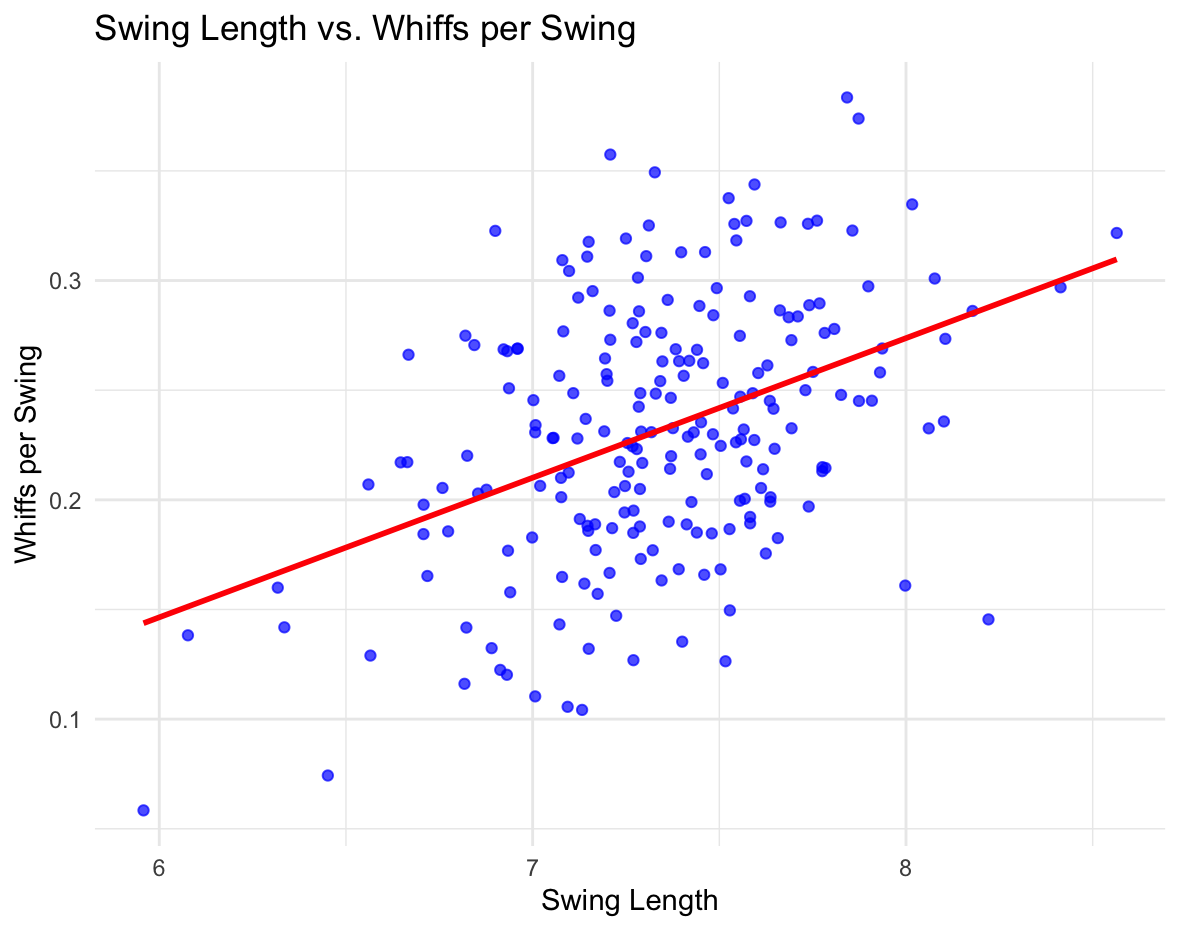 Swing Length vs. Whiffs per Swing
Whiffs per Swing
0.3
0.2
0.1
6
7
8
Swing Length